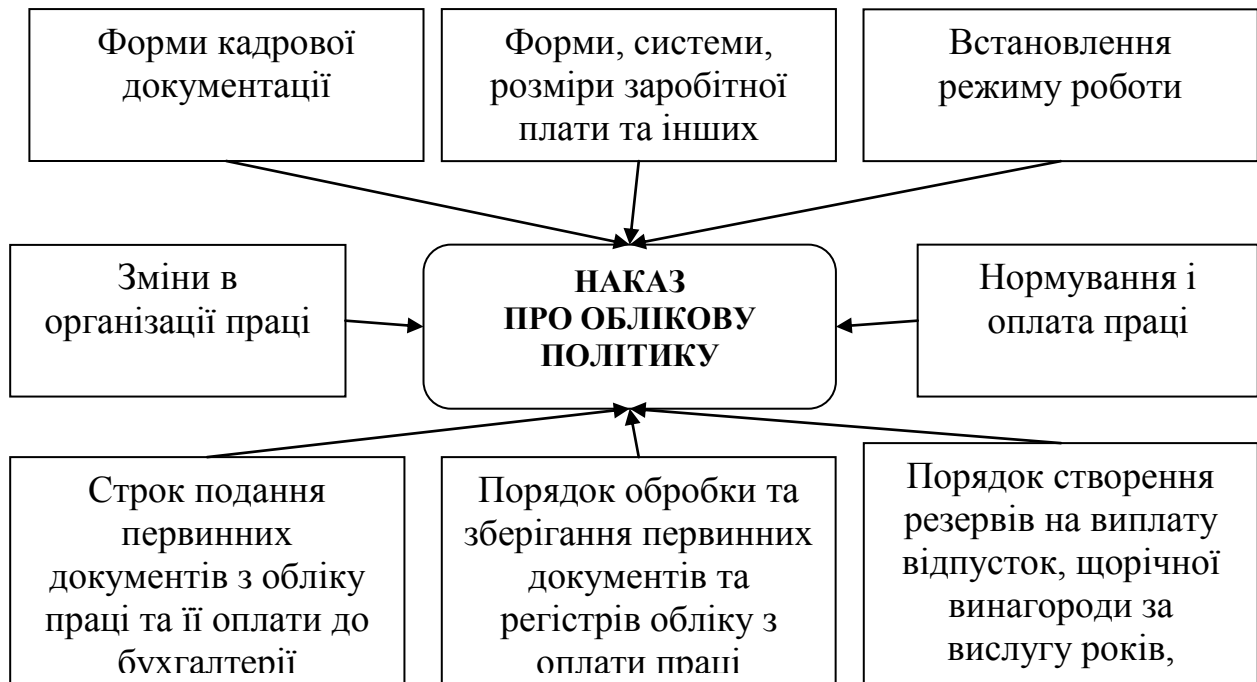 Форми кадрової
документації
Форми, системи,
розміри заробітної
плати та інших
Встановлення
режиму роботи
Зміни в
організації праці
НАКАЗ
ПРО ОБЛІКОВУ
ПОЛІТИКУ
Нормування і
оплата праці
Строк подання
первинних
документів з обліку
праці та її оплати до
бухгалтерії
Порядок обробки та
зберігання первинних
документів та
регістрів обліку з
оплати праці
Порядок створення
резервів на виплату
відпусток, щорічної
винагороди за
вислугу років,